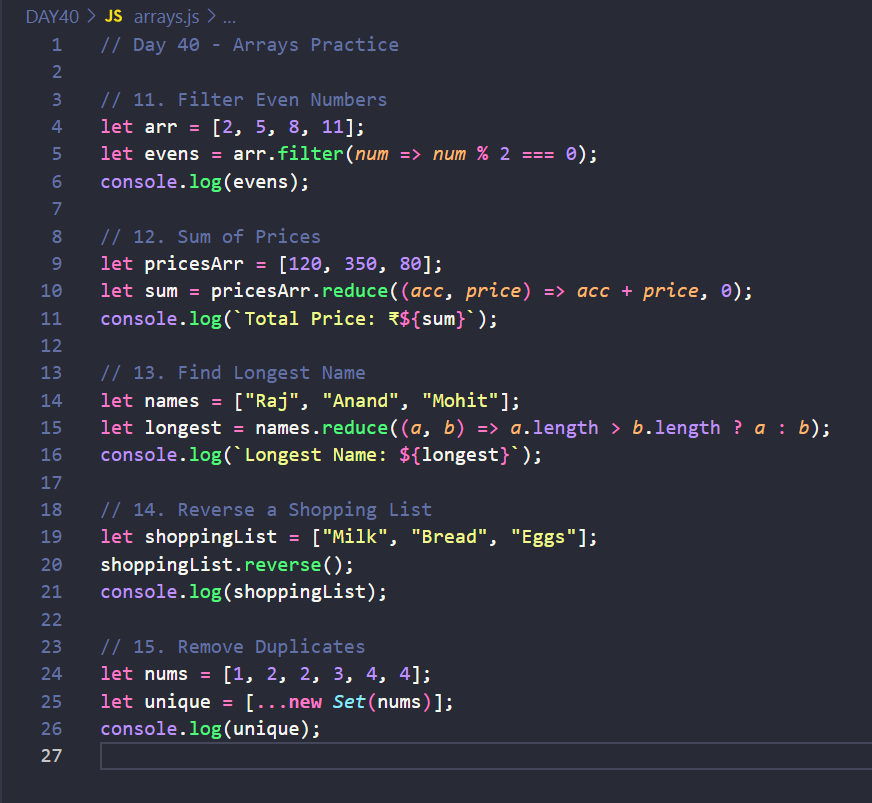 DAY40 > JS arrays.js > ...
1 // Day 40 - Arrays Practice
2
3 // 11. Filter Even Numbers
4 let arr = [2, 5, 8, 11];
5 let evens = arr.filter(num => num % 2 === 0);
6 console.log(evens);
7
8 // 12. Sum of Prices
9 let pricesArr = [120, 350, 80];
10 let sum = pricesArr.reduce((acc, price) => acc + price, 0);
11 console.log(`Total Price: ₹${sum}`);
12
13 // 13. Find Longest Name
14 let names = ["Raj", "Anand", "Mohit"];
15 let longest = names.reduce((a, b) => a.length > b.length ? a : b);
16 console.log(`Longest Name: ${longest}`);
17
18 // 14. Reverse a Shopping List
19 let shoppingList = ["Milk", "Bread", "Eggs"];
20 shoppingList.reverse();
21 console.log(shoppingList);
22
23 // 15. Remove Duplicates
24 let nums = [1, 2, 2, 3, 4, 4];
25 let unique = [...new Set(nums)];
26 console.log(unique);
27